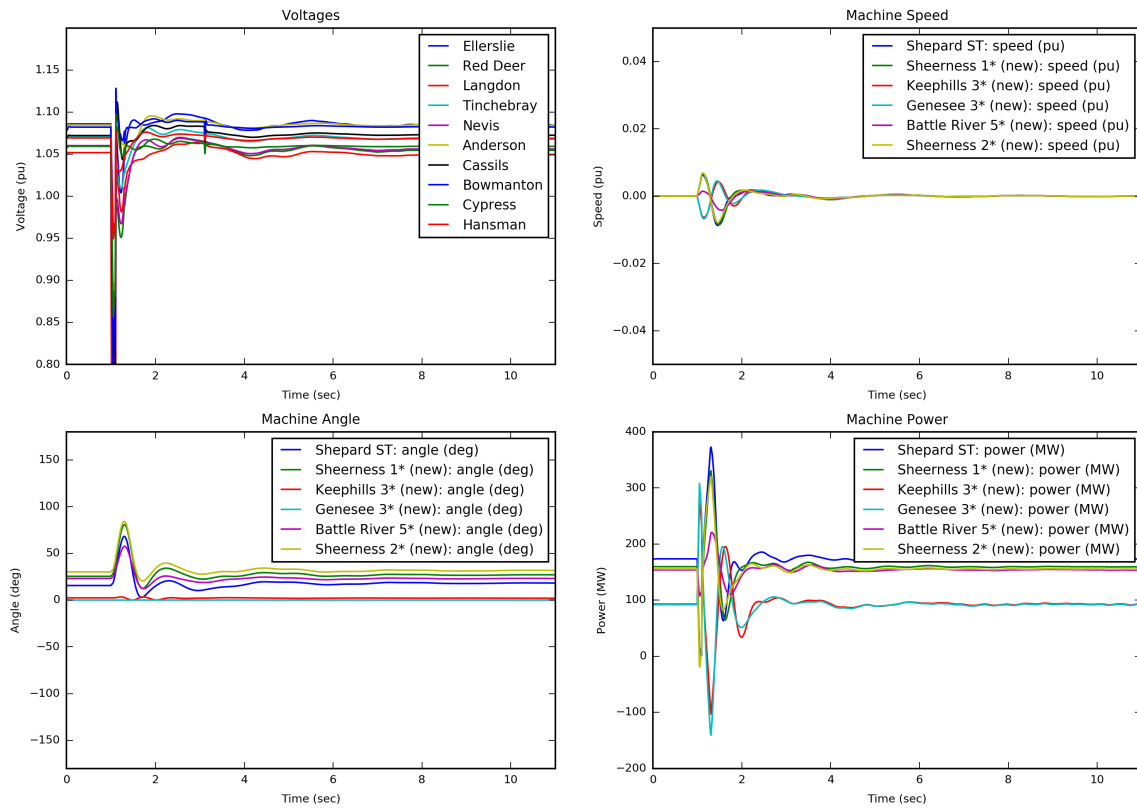 Voltages
1.15
1.10
1.05
1.00
0.95
0.90
0.85
0.80
Voltage (pu)
0
2
4
6
8
10
Time (sec)
Ellerslie
Red Deer
Langdon
Tinchebray
Nevis
Anderson
Cassils
Bowmanton
Cypress
Hansman
Machine Speed
0.04
0.02
0.00
−0.02
−0.04
Speed (pu)
0
2
4
6
8
10
Time (sec)
Shepard ST: speed (pu)
Sheerness 1* (new): speed (pu)
Keephills 3* (new): speed (pu)
Genesee 3* (new): speed (pu)
Battle River 5* (new): speed (pu)
Sheerness 2* (new): speed (pu)
Machine Angle
150
100
50
0
−50
−100
−150
Angle (deg)
0
2
4
6
8
10
Time (sec)
Shepard ST: angle (deg)
Sheerness 1* (new): angle (deg)
Keephills 3* (new): angle (deg)
Genesee 3* (new): angle (deg)
Battle River 5* (new): angle (deg)
Sheerness 2* (new): angle (deg)
Machine Power
400
300
200
100
0
−100
−200
Power (MW)
0
2
4
6
8
10
Time (sec)
Shepard ST: power (MW)
Sheerness 1* (new): power (MW)
Keephills 3* (new): power (MW)
Genesee 3* (new): power (MW)
Battle River 5* (new): power (MW)
Sheerness 2* (new): power (MW)